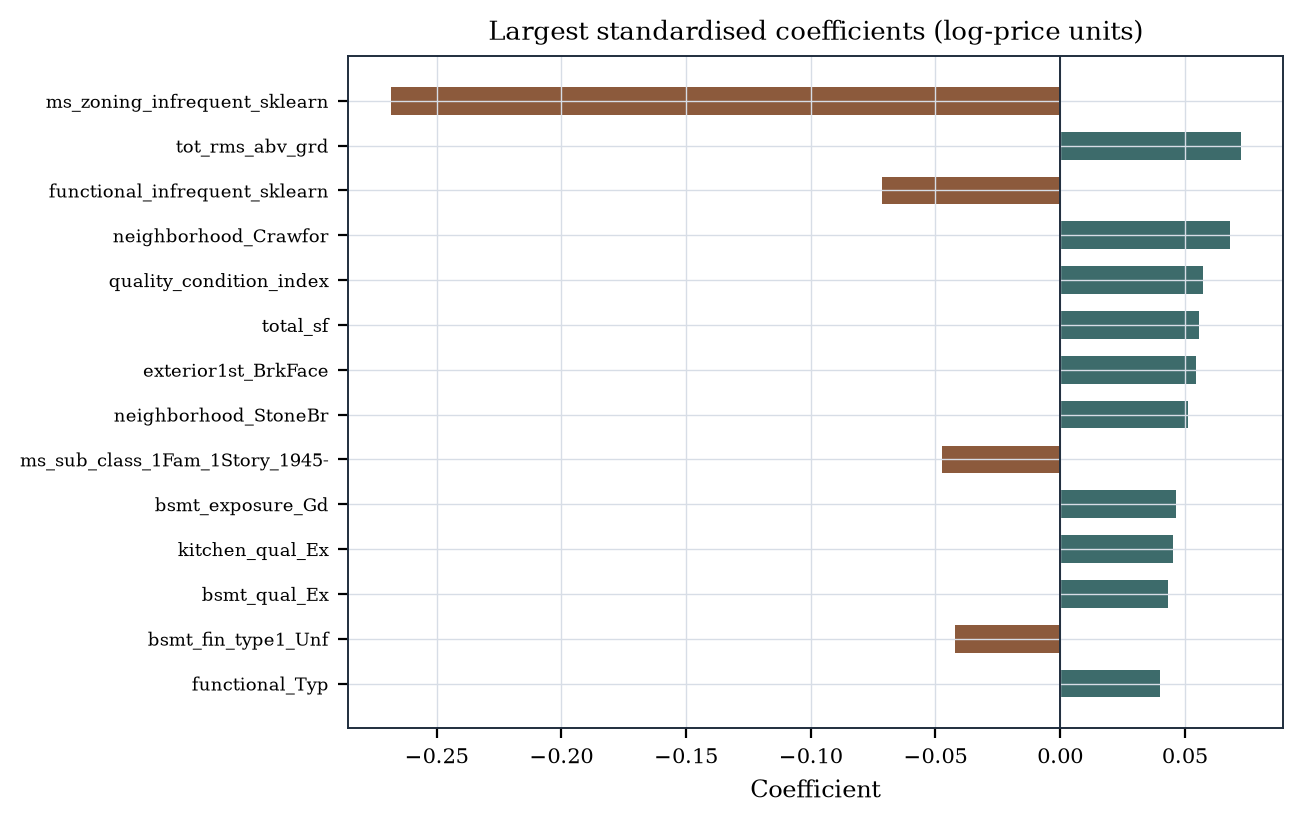 Largest standardised coefficients (log-price units)
ms_zoning_infrequent_sklearn
tot_rms_abv_grd
functional_infrequent_sklearn
neighborhood_Crawfor
quality_condition_index
total_sf
exterior1st_BrkFace
neighborhood_StoneBr
ms_sub_class_1Fam_1Story_1945-
bsmt_exposure_Gd
kitchen_qual_Ex
bsmt_qual_Ex
bsmt_fin_type1_Unf
functional_Typ
−0.25 −0.20 −0.15 −0.10 −0.05 0.00 0.05
Coefficient